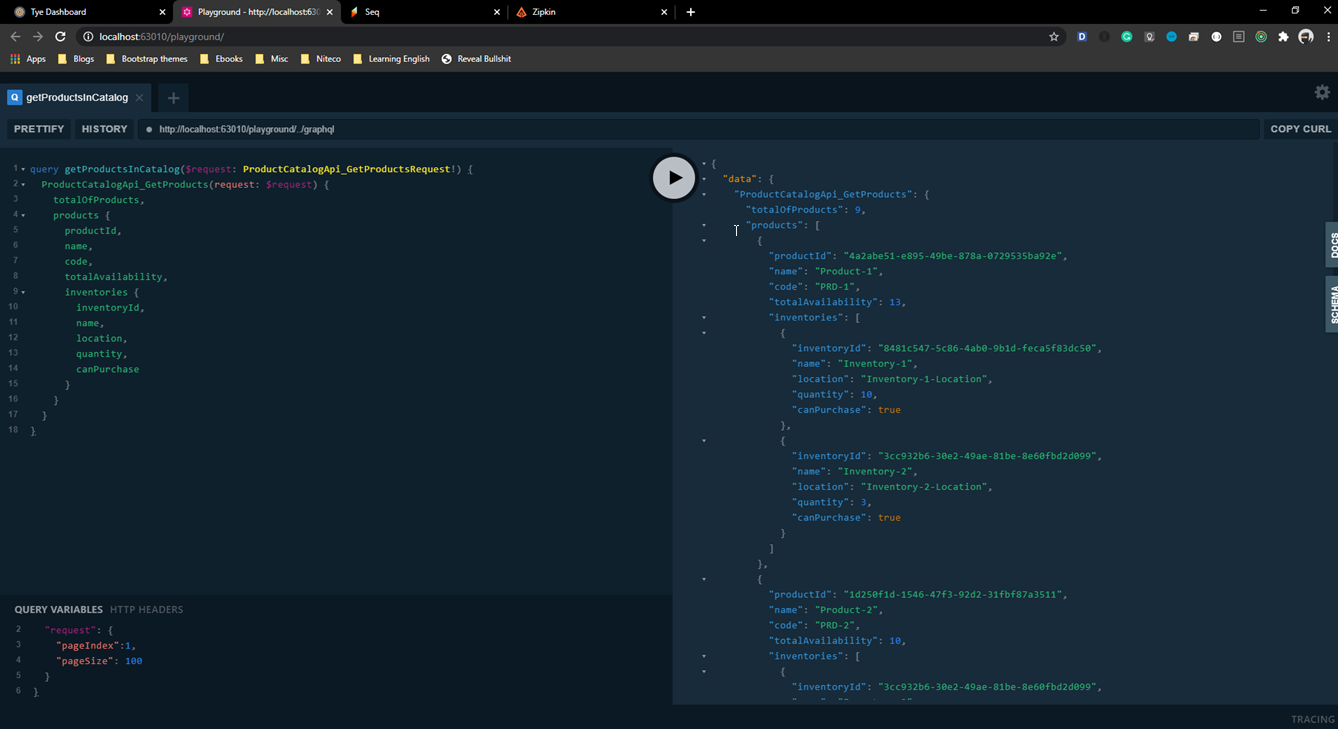 Tye Dashboard
Playground - http://localhost:630
Seq
Zipkin
localhost:63010/playground/
Apps Blogs Bootstrap themes Ebooks Misc Niteco Learning English Reveal Bullshit
Q getProductsInCatalog
PRETTIFY HISTORY http://localhost:63010/playground/../graphql COPY CURL
1 query getProductsInCatalog($request: ProductCatalogApi_GetProductsRequest!) {
2 ProductCatalogApi_GetProducts(request: $request) {
3 totalOfProducts,
4 products {
5 productId,
6 name,
7 code,
8 totalAvailability,
9 inventories {
10 inventoryId,
11 name,
12 location,
13 quantity,
14 canPurchase
15 }
16 }
17 }
18 }
QUERY VARIABLES HTTP HEADERS
2 "request": {
3 "pageIndex":1,
4 "pageSize": 100
5 }
6 }
{
"data": {
"ProductCatalogApi_GetProducts": {
"totalOfProducts": 9,
"products": [
{
"productId": "4a2abe51-e895-49be-878a-0729535ba92e",
"name": "Product-1",
"code": "PRD-1",
"totalAvailability": 13,
"inventories": [
{
"inventoryId": "8481c547-5c86-4ab0-9b1d-feca5f83dc50",
"name": "Inventory-1",
"location": "Inventory-1-Location",
"quantity": 10,
"canPurchase": true
},
{
"inventoryId": "3cc932b6-30e2-49ae-81be-8e60fbd2d099",
"name": "Inventory-2",
"location": "Inventory-2-Location",
"quantity": 3,
"canPurchase": true
}
]
},
{
"productId": "1d250f1d-1546-47f3-92d2-31fbf87a3511",
"name": "Product-2",
"code": "PRD-2",
"totalAvailability": 10,
"inventories": [
{
"inventoryId": "3cc932b6-30e2-49ae-81be-8e60fbd2d099",
DOCS
SCHEMA
TRACING